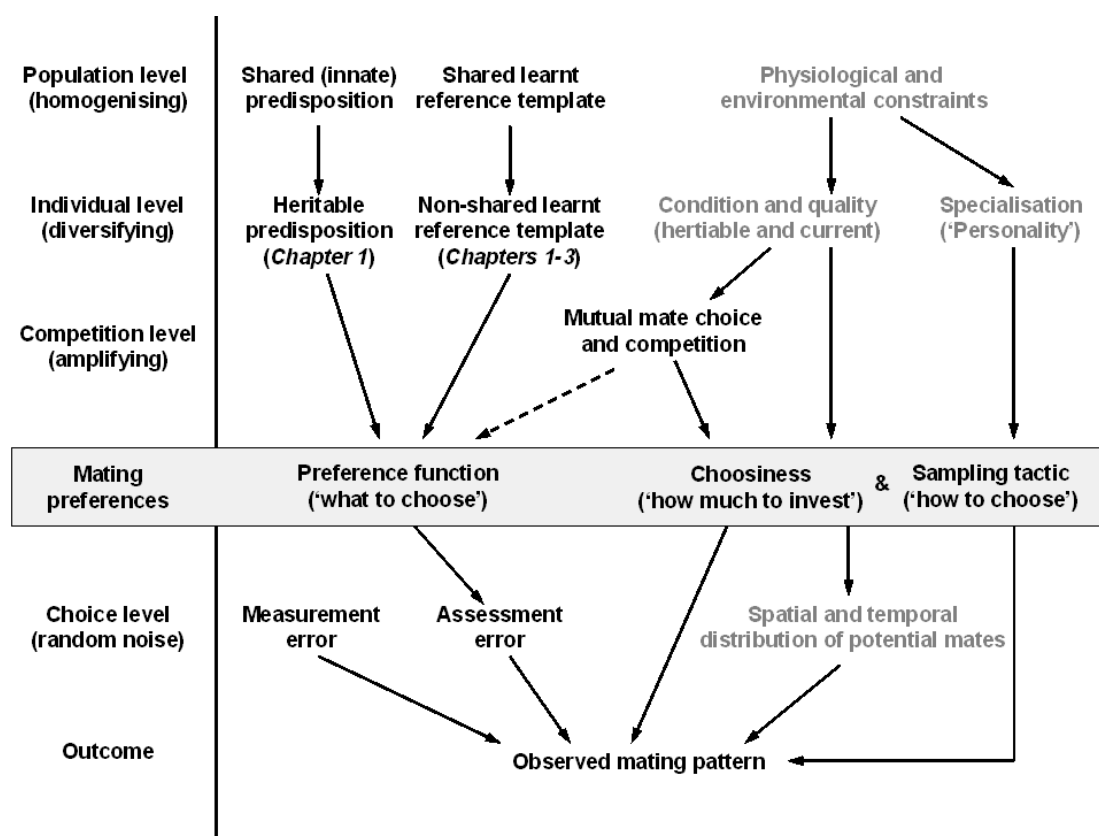 Population level
(homogenising)
Shared (innate)
predisposition
Shared learnt
reference template
Physiological and
environmental constraints
Individual level
(diversifying)
Heritable
predisposition
(Chapter 1)
Non-shared learnt
reference template
(Chapters 1-3)
Condition and quality
(hertiable and current)
Specialisation
(‘Personality’)
Competition level
(amplifying)
Mutual mate choice
and competition
Mating
preferences
Preference function
(‘what to choose’)
Choosiness
(‘how much to invest’)
&
Sampling tactic
(‘how to choose’)
Choice level
(random noise)
Measurement
error
Assessment
error
Spatial and temporal
distribution of potential mates
Outcome
Observed mating pattern